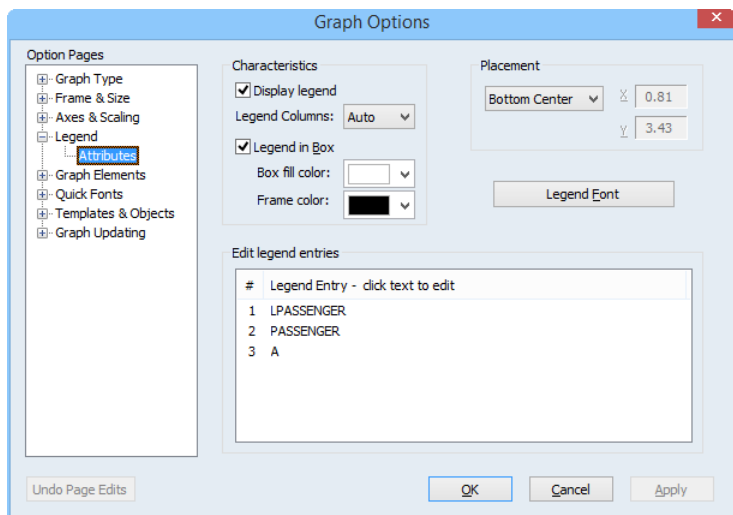 Graph Options
Option Pages
Graph Type
Frame & Size
Axes & Scaling
Legend
Attributes
Graph Elements
Quick Fonts
Templates & Objects
Graph Updating
Characteristics
Display legend
Legend Columns: Auto
Legend in Box
Box fill color:
Frame color:
Placement
Bottom Center
X 0.81
Y 3.43
Legend Font
Edit legend entries
# Legend Entry - click text to edit
1 LPASSENGER
2 PASSENGER
3 A
Undo Page Edits
OK
Cancel
Apply